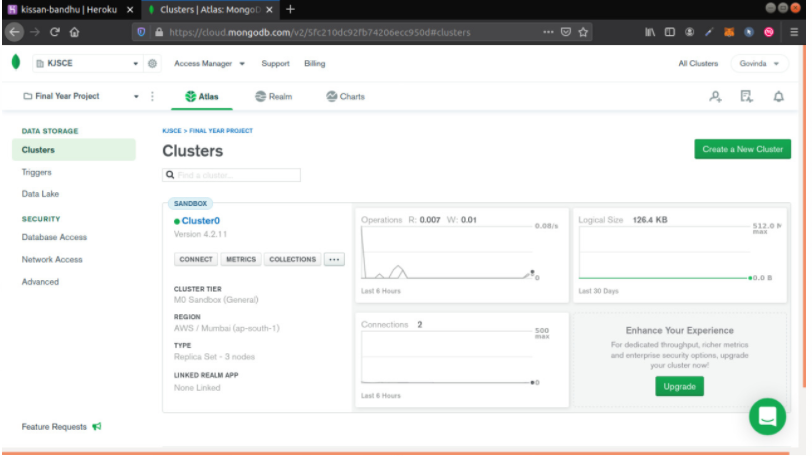 kissan-bandhu | Heroku
Clusters | Atlas: MongoD
https://cloud.mongodb.com/v2/5fc210dc92fb74206ecc950d#clusters
KJSCE
Access Manager
Support
Billing
All Clusters
Govinda
Final Year Project
Atlas
Realm
Charts
DATA STORAGE
Clusters
Triggers
Data Lake
SECURITY
Database Access
Network Access
Advanced
Feature Requests
KJSCE > FINAL YEAR PROJECT
Clusters
Create a New Cluster
Find a cluster...
SANDBOX
Cluster0
Version 4.2.11
CONNECT
METRICS
COLLECTIONS
...
CLUSTER TIER
M0 Sandbox (General)
REGION
AWS / Mumbai (ap-south-1)
TYPE
Replica Set - 3 nodes
LINKED REALM APP
None Linked
Operations R: 0.007 W: 0.01
0.08/s
0
Last 6 Hours
Logical Size 126.4 KB
512.0
max
0.0 B
Last 30 Days
Connections 2
500
max
0
Last 6 Hours
Enhance Your Experience
For dedicated throughput, richer metrics
and enterprise security options, upgrade
your cluster now!
Upgrade